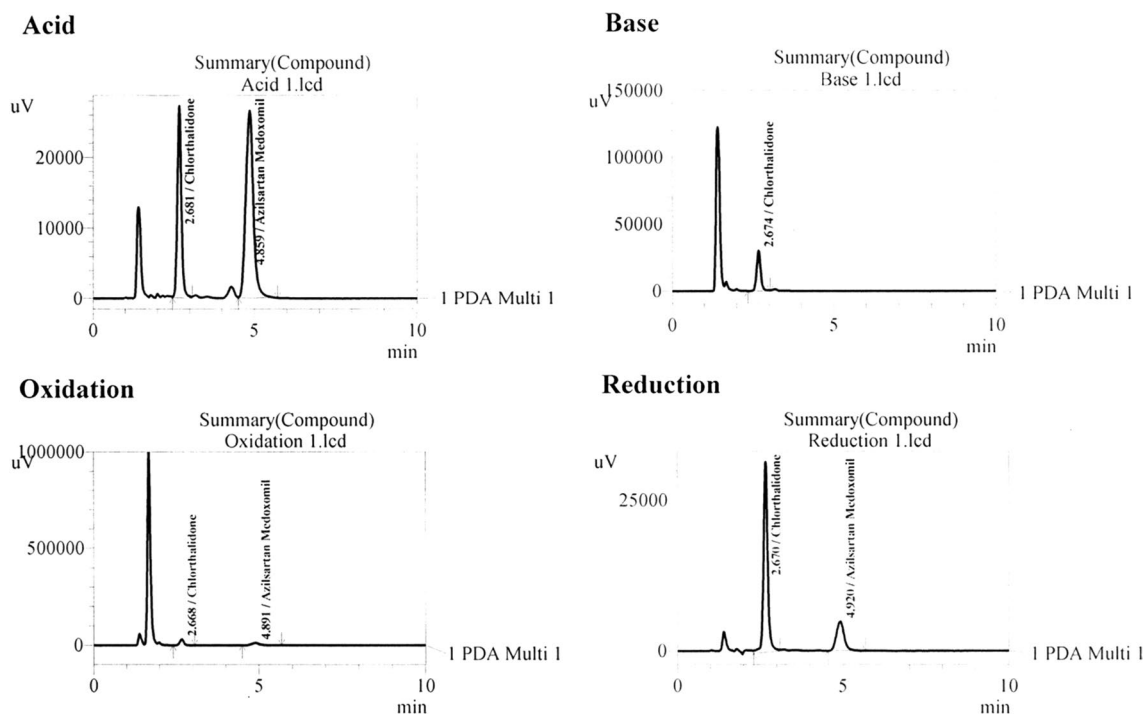 Acid
Summary(Compound)
Acid 1.lcd
uV
20000
10000
0
2.681 / Chlorthalidone
4.859 / Azilsartan Medoxomil
1 PDA Multi 1
0
5
10
min
Base
Summary(Compound)
Base 1.lcd
uV
150000
100000
50000
0
2.674 / Chlorthalidone
1 PDA Multi 1
0
5
10
min
Oxidation
Summary(Compound)
Oxidation 1.lcd
uV
1000000
500000
0
2.668 / Chlorthalidone
4.891 / Azilsartan Medoxomil
1 PDA Multi 1
0
5
10
min
Reduction
Summary(Compound)
Reduction 1.lcd
uV
25000
0
2.670 / Chlorthalidone
4.920 / Azilsartan Medoxomil
1 PDA Multi 1
0
5
10
min